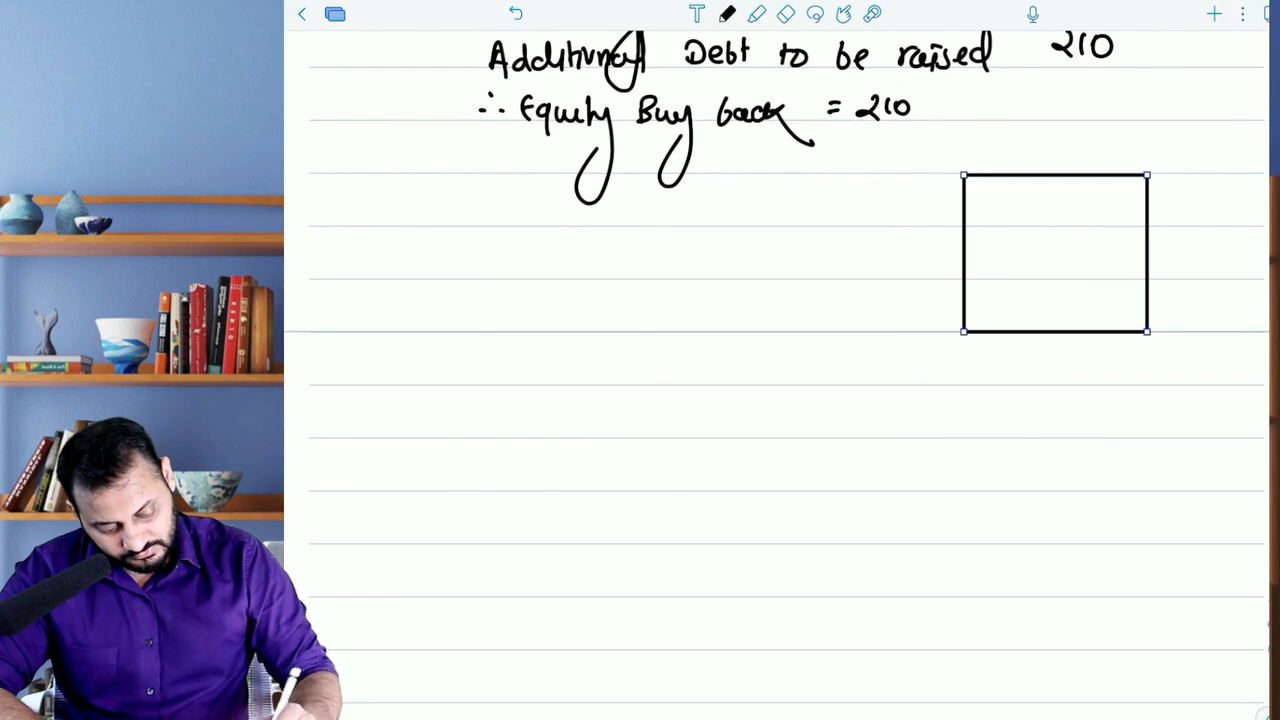 Additional Debt to be raised 210
∴ Equity Buy back = 210